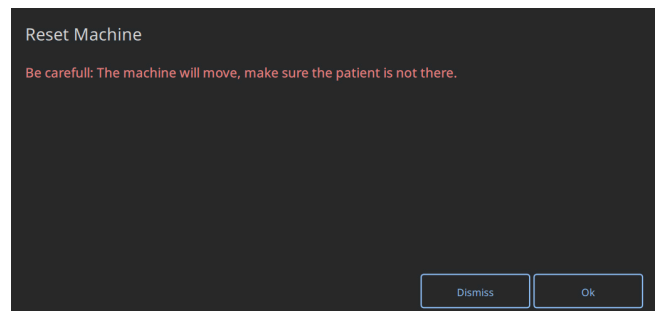 Reset Machine
Be carefull: The machine will move, make sure the patient is not there.
Dismiss
Ok